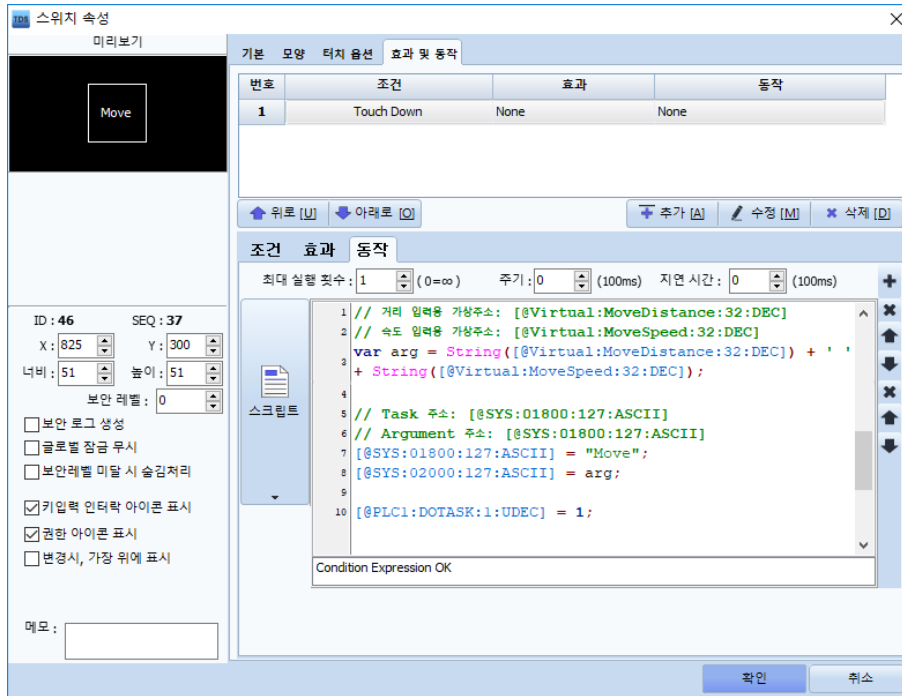 TDS 스위치 속성
미리보기
Move
ID : 46 SEQ : 37
X : 825 Y : 300
너비 : 51 높이 : 51
보안 레벨 : 0
보안 로그 생성
글로벌 잠금 무시
보안레벨 미달 시 숨김처리
키입력 인터락 아이콘 표시
권한 아이콘 표시
변경시, 가장 위에 표시
메모 :
기본 모양 터치 옵션 효과 및 동작
번호 조건 효과 동작
1 Touch Down None None
위로 [U] 아래로 [O] 추가 [A] 수정 [M] 삭제 [D]
조건 효과 동작
최대 실행 횟수 : 1 ( 0=∞ ) 주기 : 0 (100ms) 지연 시간 : 0 (100ms)
스크립트
1 // 거리 입력용 가상주소: [@Virtual:MoveDistance:32:DEC]
2 // 속도 입력용 가상주소: [@Virtual:MoveSpeed:32:DEC]
3 var arg = String([@Virtual:MoveDistance:32:DEC]) + ' '
+ String([@Virtual:MoveSpeed:32:DEC]);
4
5 // Task 주소: [@SYS:01800:127:ASCII]
6 // Argument 주소: [@SYS:01800:127:ASCII]
7 [@SYS:01800:127:ASCII] = "Move";
8 [@SYS:02000:127:ASCII] = arg;
9
10 [@PLC1:DOTASK:1:UDEC] = 1;
Condition Expression OK
확인 취소